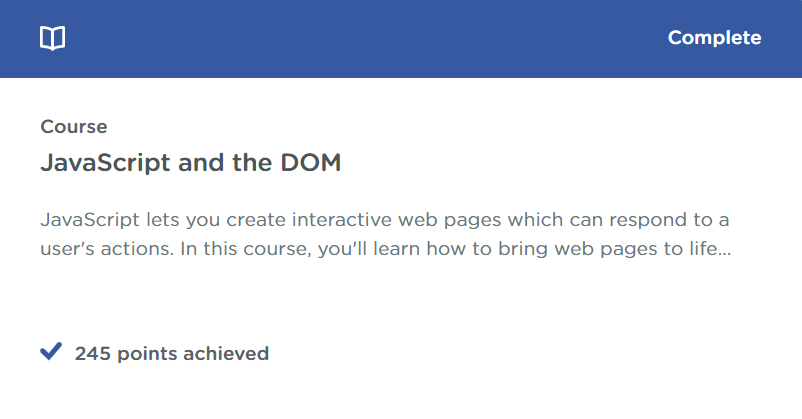 Complete
Course
JavaScript and the DOM
JavaScript lets you create interactive web pages which can respond to a
user's actions. In this course, you'll learn how to bring web pages to life...
245 points achieved